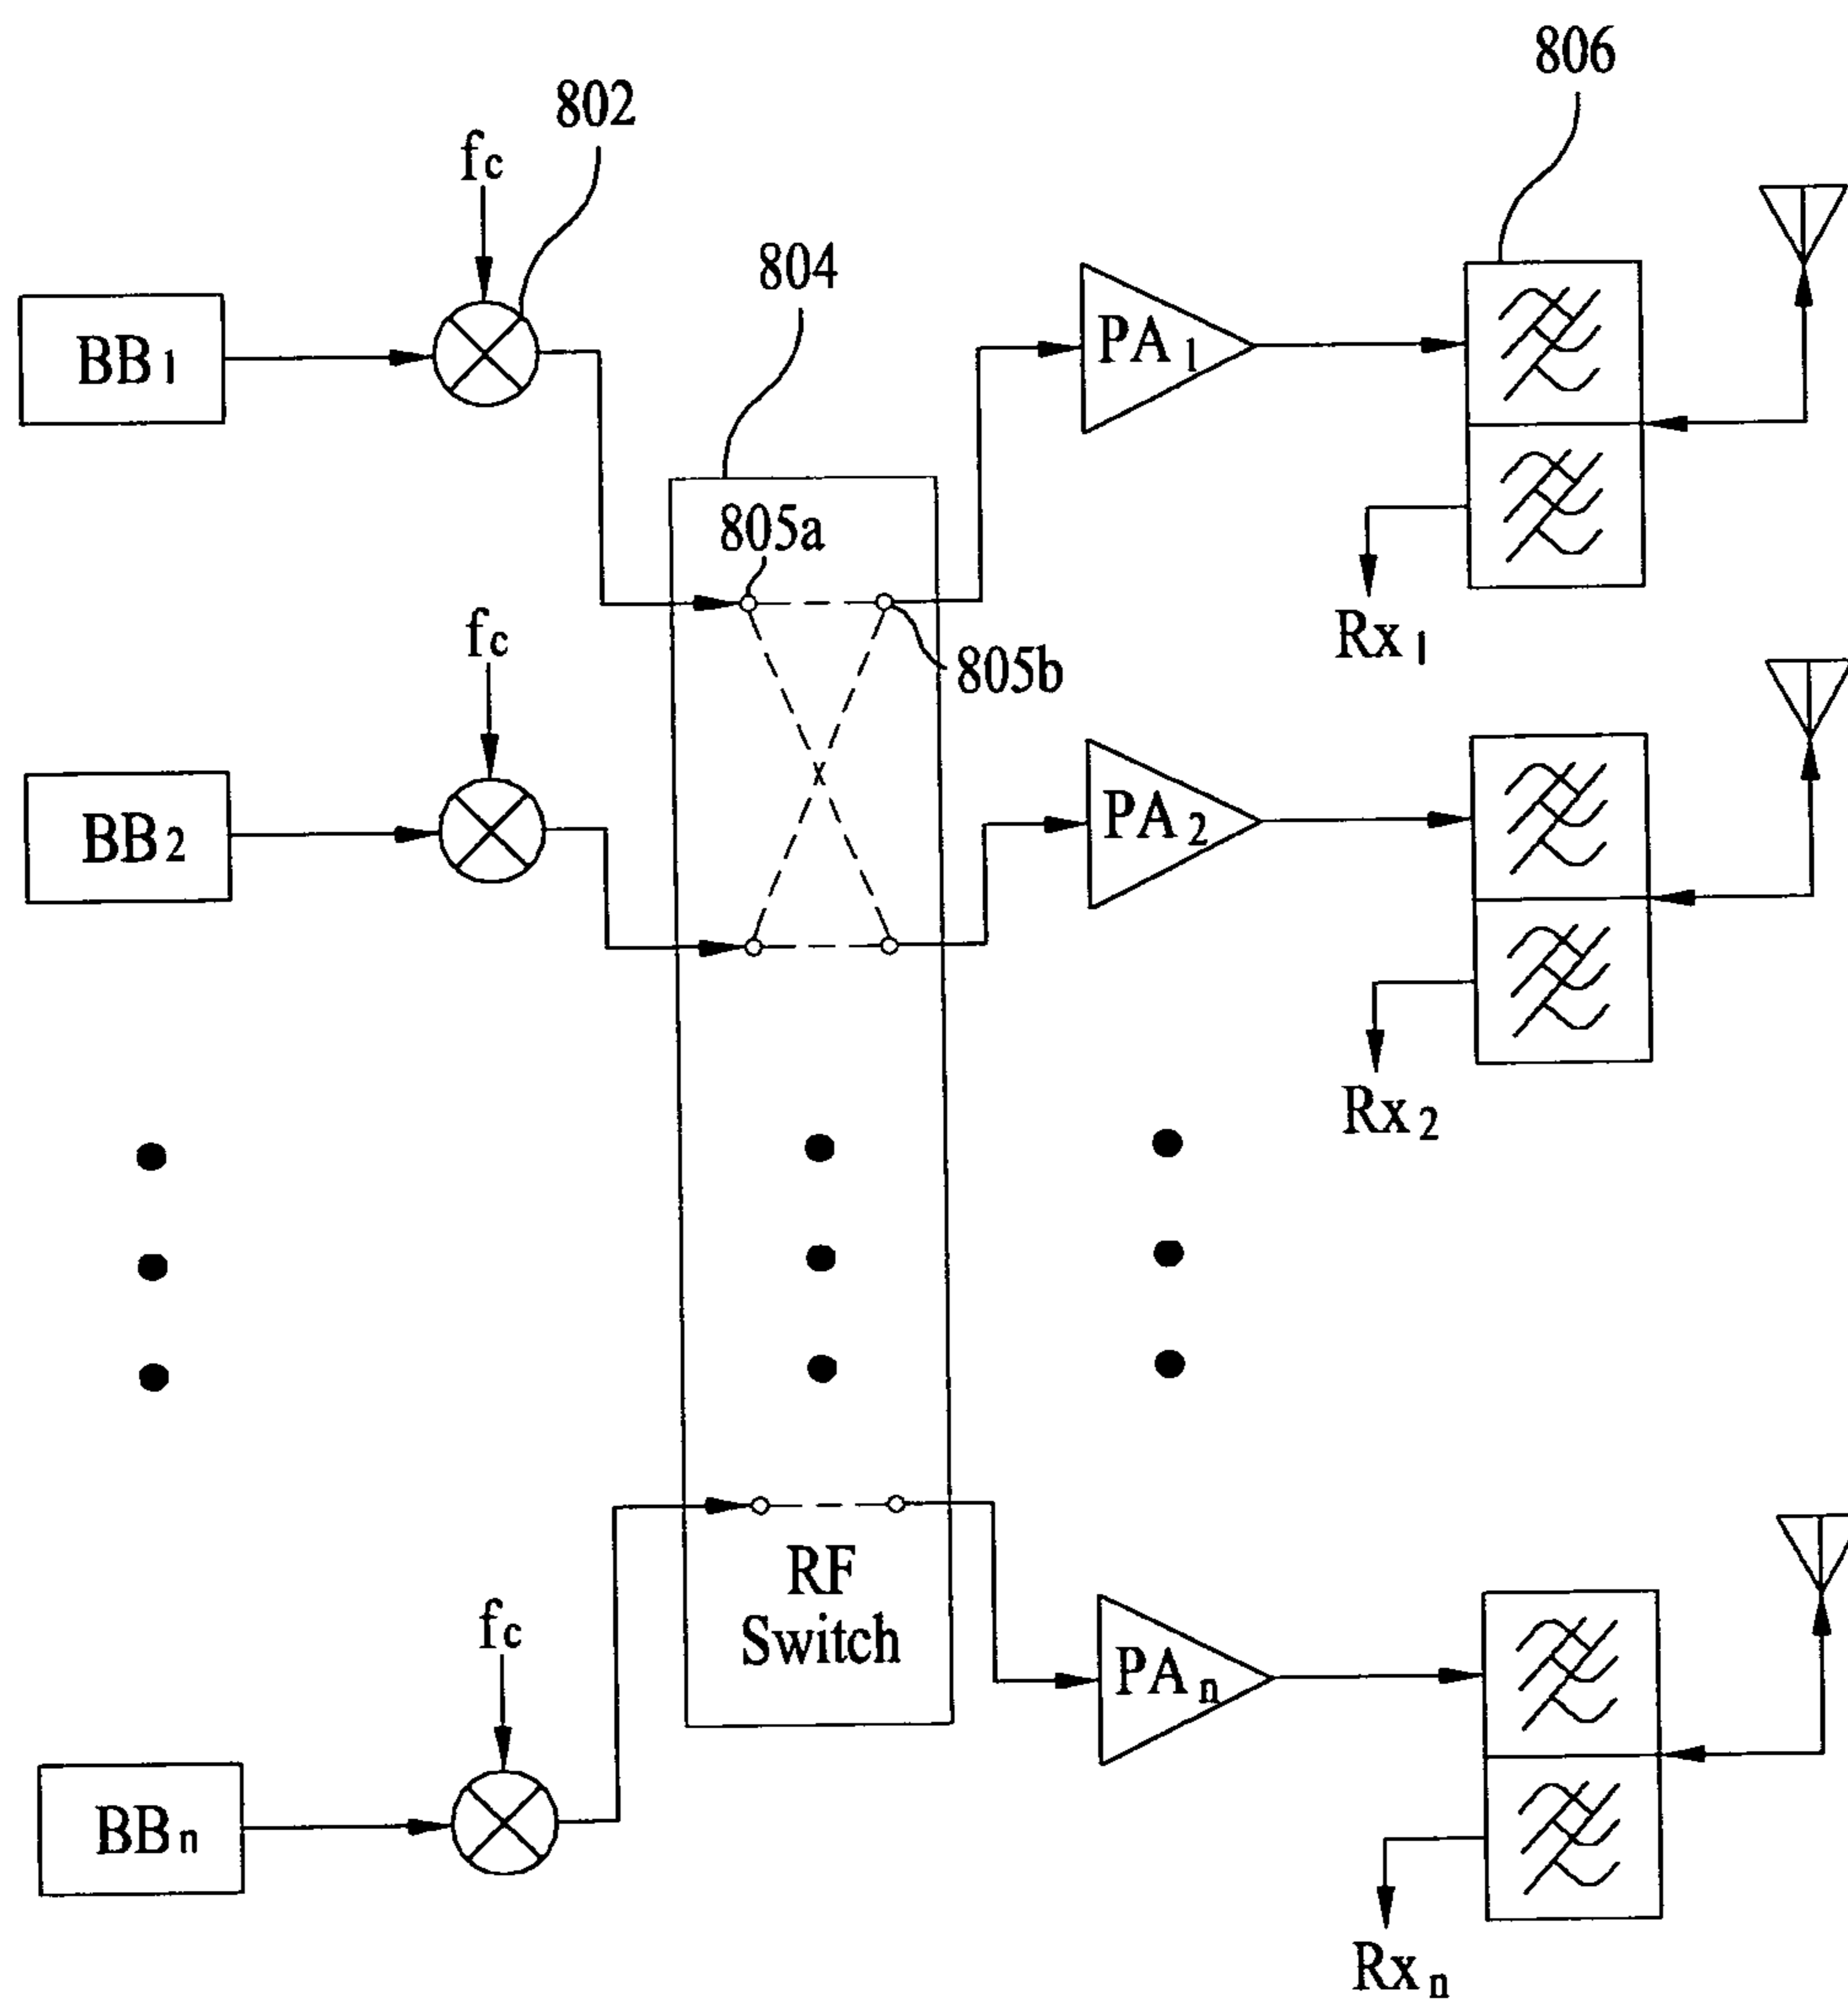 806
802
fc
804
BB1
PA1
805a
fc
Rx1
805b
BB2
PA2
Rx2
RF
Switch
fc
PAn
BBn
Rxn